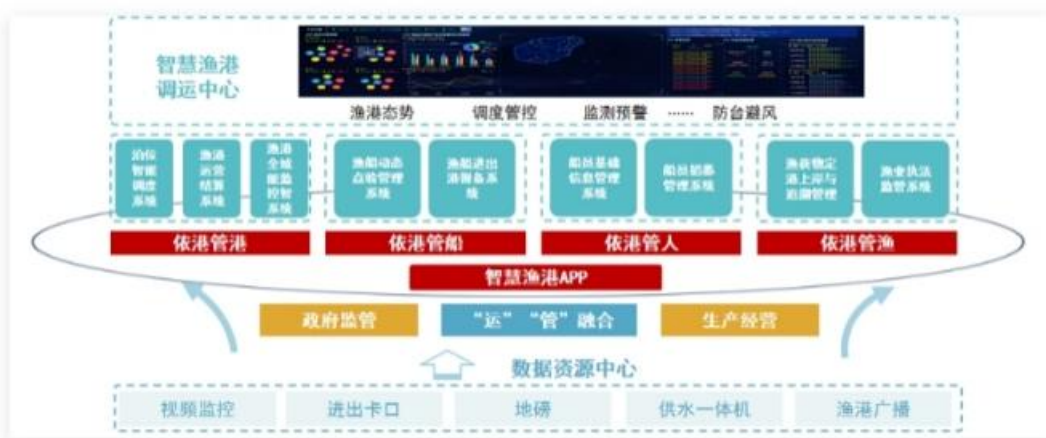 智慧渔港
调运中心
渔港态势 调度管控 监测预警 …… 防台避风
泊位
智能
调度
系统
渔港
运营
结算
系统
渔港
全域
能监
控智
系统
渔船动态
点验管理
系统
渔船进出
港报备系
统
船员基础
信息管理
系统
船员招募
管理系统
渔获物定
港上岸与
追溯管理
渔业执法
监管系统
依港管港 依港管船 依港管人 依港管渔
智慧渔港APP
政府监管 “运”“管”融合 生产经营
数据资源中心
视频监控 进出卡口 地磅 供水一体机 渔港广播